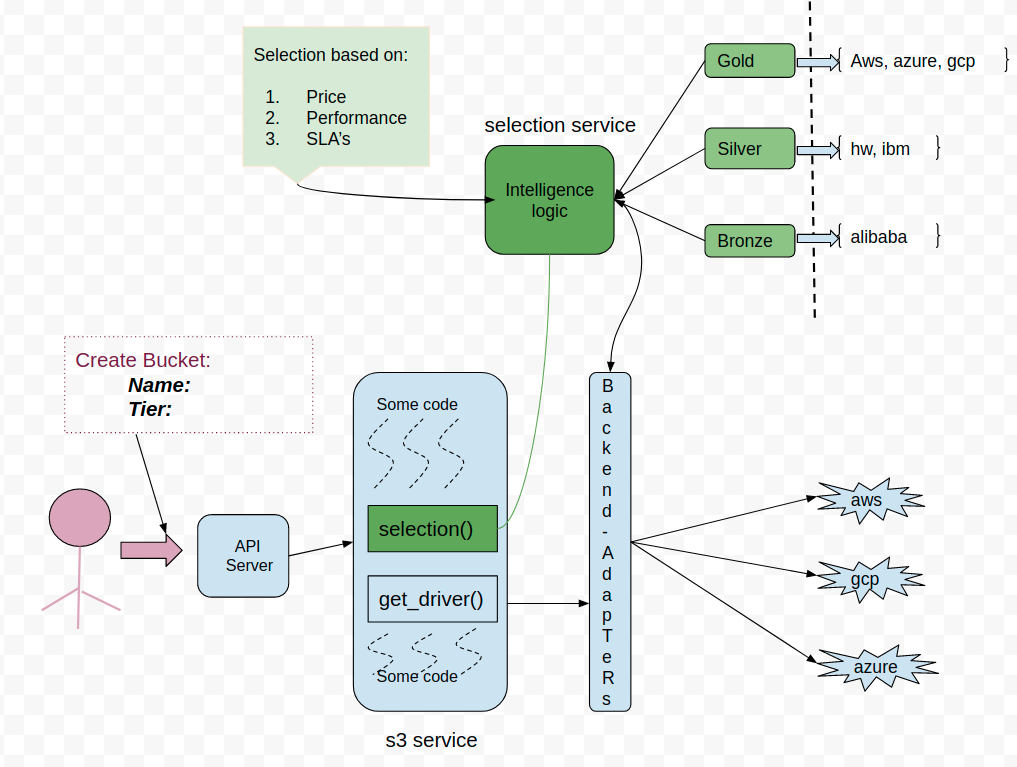 Selection based on:
1. Price
2. Performance
3. SLA's
selection service
Intelligence
logic
Gold
{ Aws, azure, gcp }
Silver
{ hw, ibm }
Bronze
{ alibaba }
Create Bucket:
Name:
Tier:
API
Server
Some code
selection()
get_driver()
Some code
s3 service
B
a
c
k
e
n
d
-
A
d
a
p
T
e
R
s
aws
gcp
azure